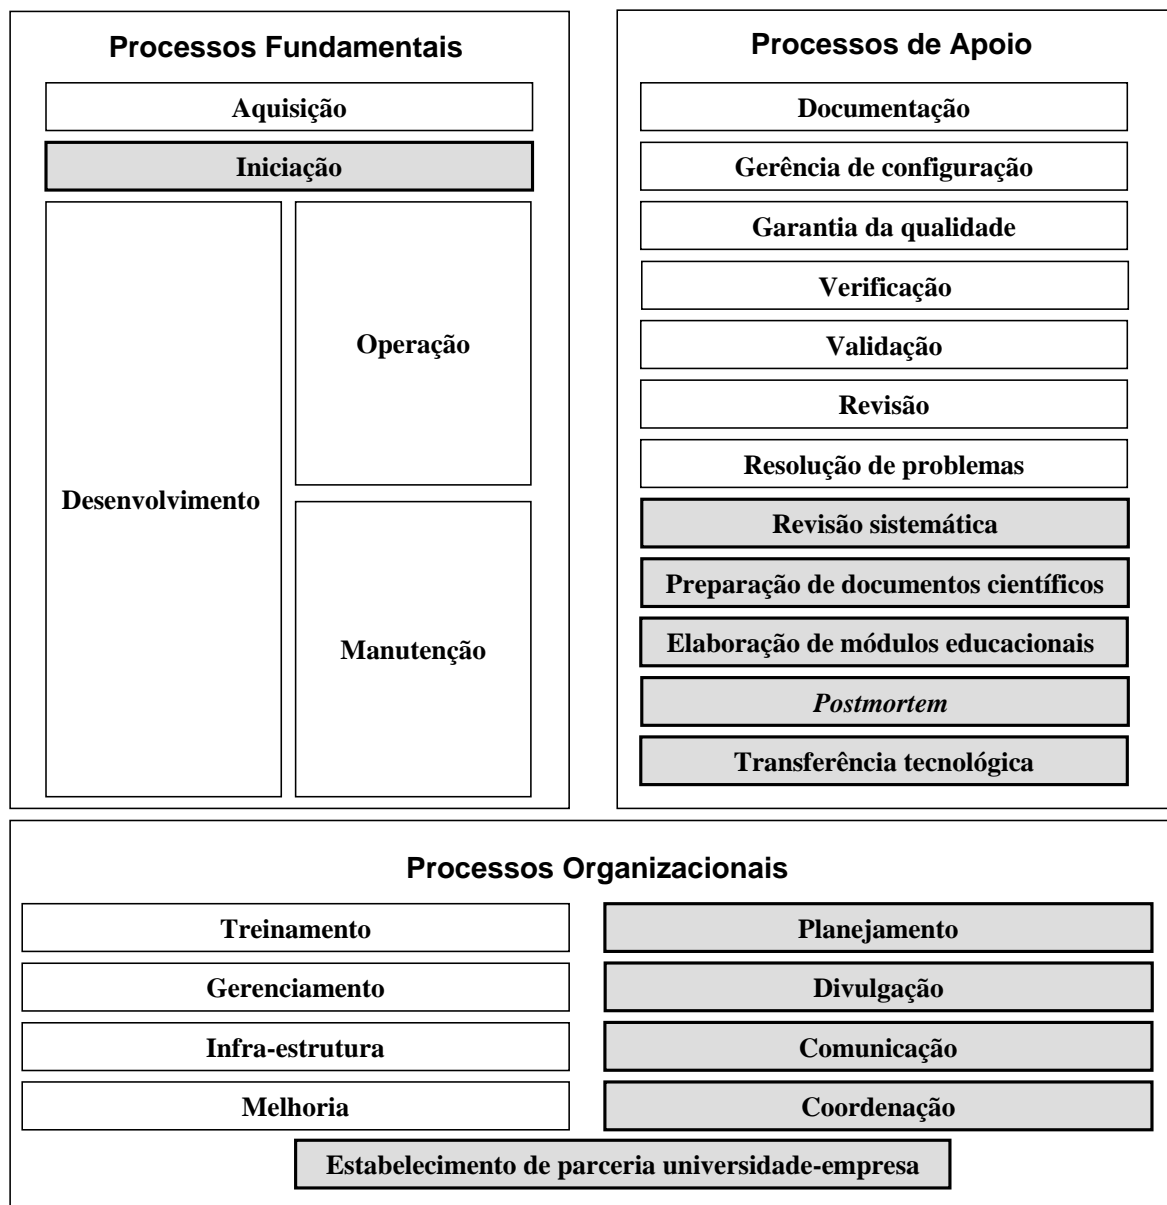 Processos Fundamentais
Aquisição
Iniciação
Desenvolvimento
Operação
Manutenção
Processos de Apoio
Documentação
Gerência de configuração
Garantia da qualidade
Verificação
Validação
Revisão
Resolução de problemas
Revisão sistemática
Preparação de documentos científicos
Elaboração de módulos educacionais
Postmortem
Transferência tecnológica
Processos Organizacionais
Treinamento
Gerenciamento
Infra-estrutura
Melhoria
Planejamento
Divulgação
Comunicação
Coordenação
Estabelecimento de parceria universidade-empresa